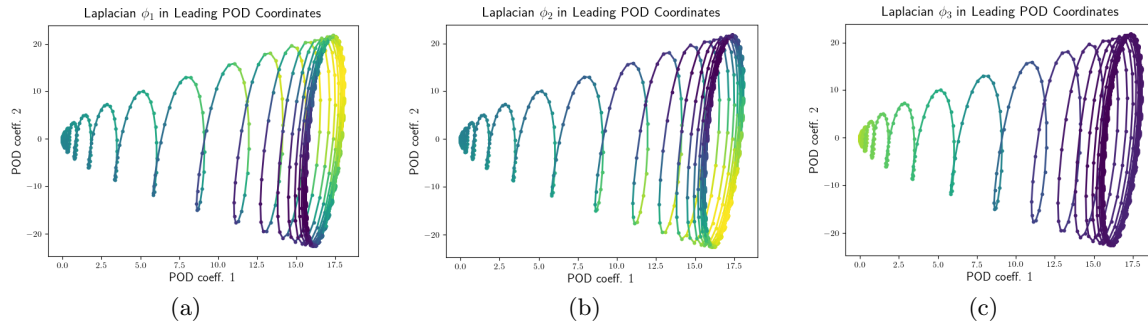 Laplacian ϕ₁ in Leading POD Coordinates
POD coeff. 2
20
10
0
−10
−20
0.0 2.5 5.0 7.5 10.0 12.5 15.0 17.5
POD coeff. 1
(a)
Laplacian ϕ₂ in Leading POD Coordinates
POD coeff. 2
20
10
0
−10
−20
0.0 2.5 5.0 7.5 10.0 12.5 15.0 17.5
POD coeff. 1
(b)
Laplacian ϕ₃ in Leading POD Coordinates
POD coeff. 2
20
10
0
−10
−20
0.0 2.5 5.0 7.5 10.0 12.5 15.0 17.5
POD coeff. 1
(c)